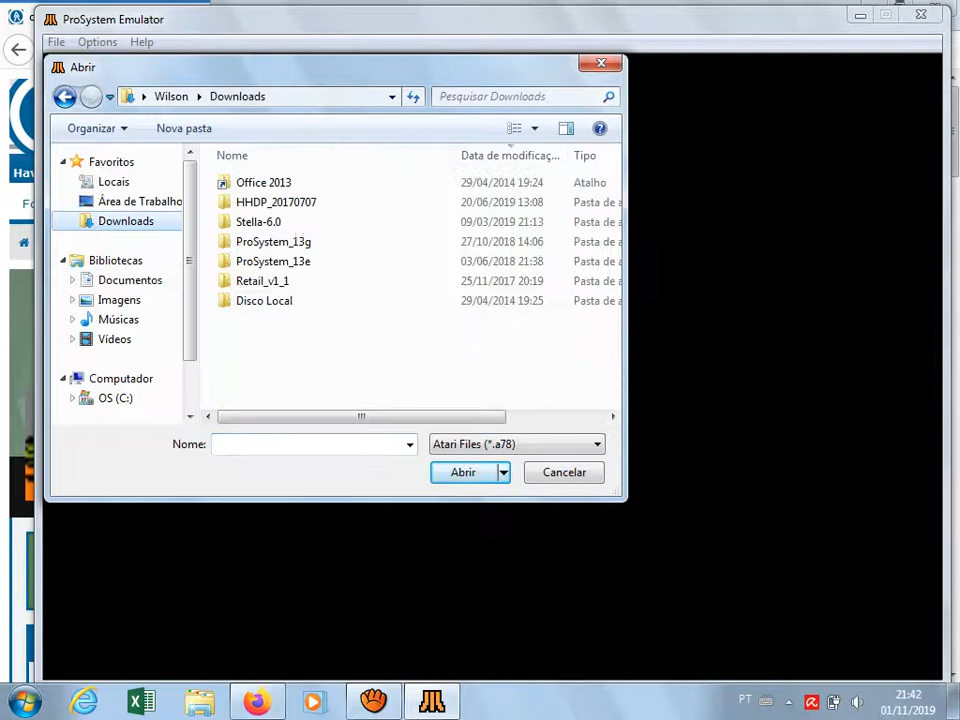 ProSystem Emulator
File Options Help
Abrir
Wilson Downloads Pesquisar Downloads
Organizar Nova pasta
Nome Data de modificaç... Tipo
Favoritos
Locais
Área de Trabalho
Downloads
Bibliotecas
Documentos
Imagens
Músicas
Vídeos
Computador
OS (C:)
Office 2013 29/04/2014 19:24 Atalho
HHDP_20170707 20/06/2019 13:08 Pasta de a
Stella-6.0 09/03/2019 21:13 Pasta de a
ProSystem_13g 27/10/2018 14:06 Pasta de a
ProSystem_13e 03/06/2018 21:38 Pasta de a
Retail_v1_1 25/11/2017 20:19 Pasta de a
Disco Local 29/04/2014 19:25 Pasta de a
Nome: Atari Files (*.a78)
Abrir Cancelar
Hav
PT
21:42
01/11/2019